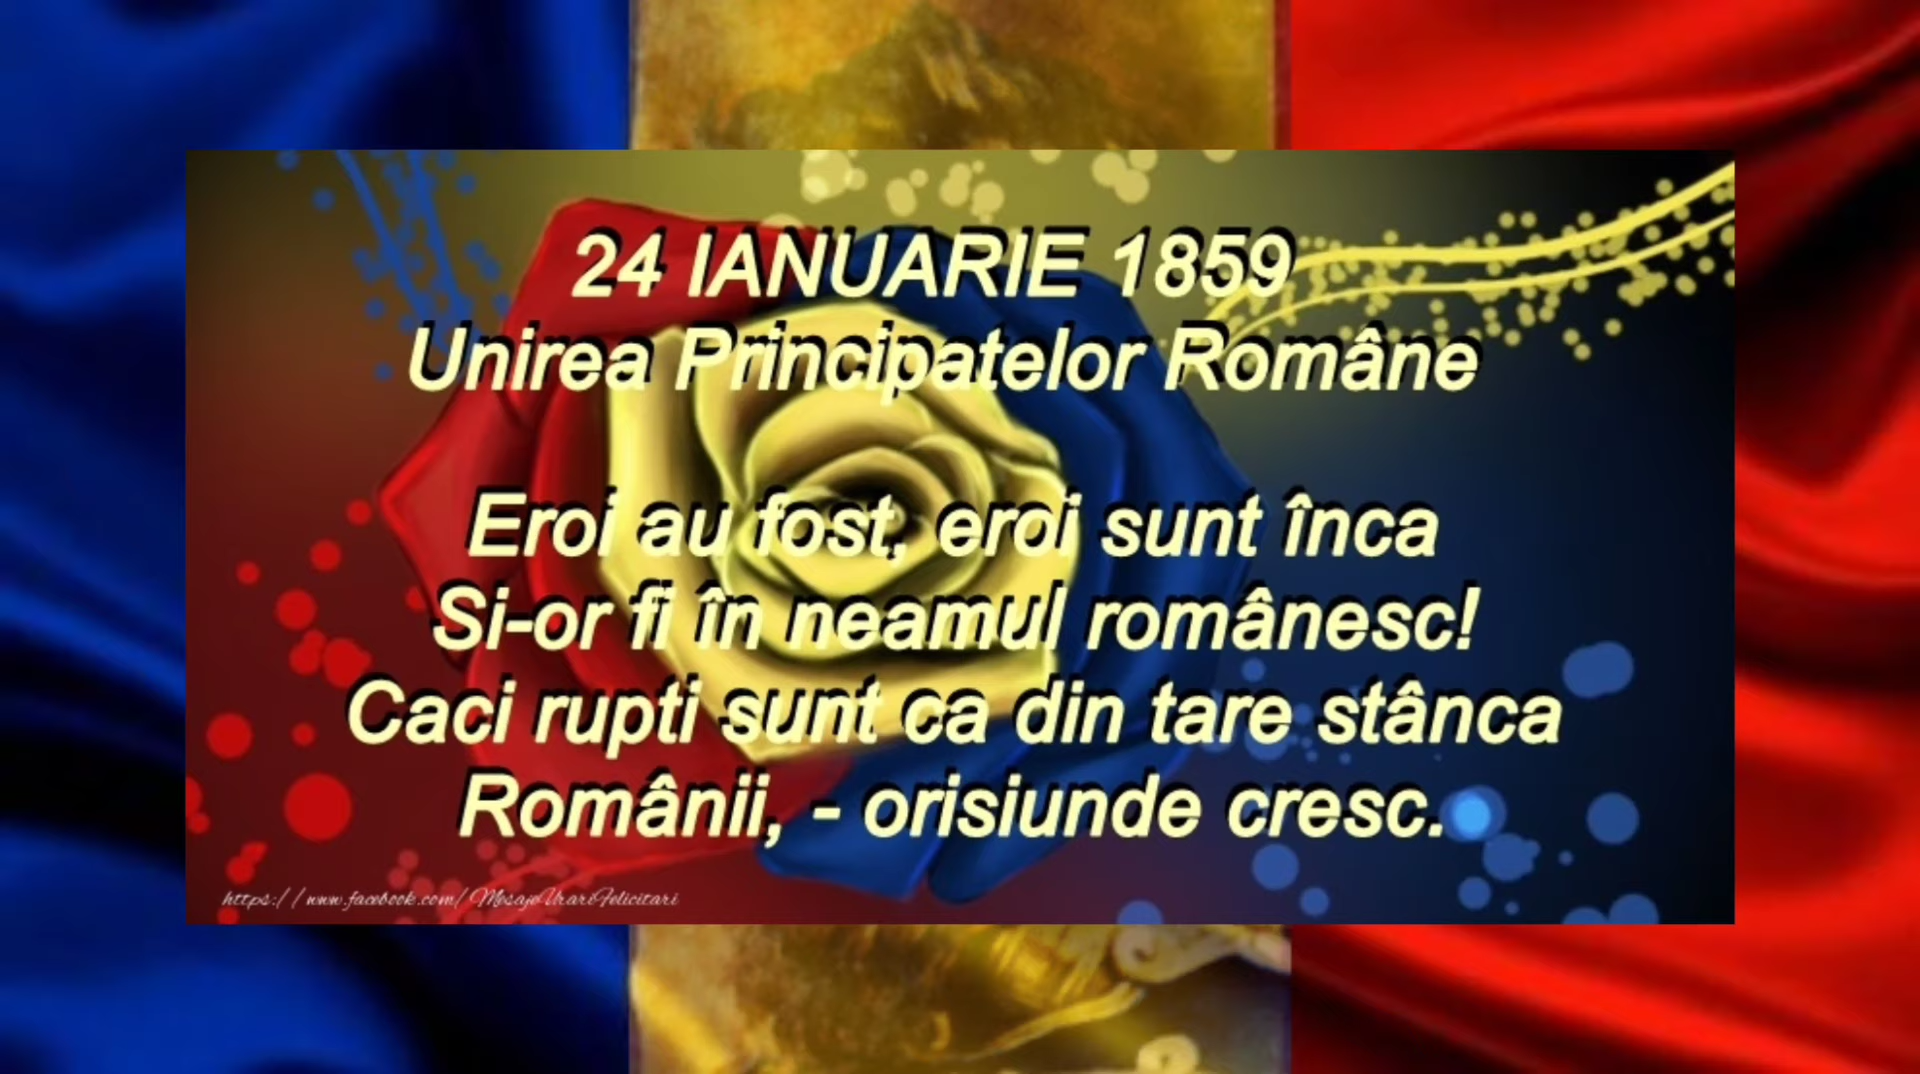 24 IANUARIE 1859
Unirea Principatelor Române
Eroi au fost, eroi sunt înca
Si-or fi în neamul românesc!
Caci rupti sunt ca din tare stânca
Românii, - orisiunde cresc.
https://www.facebook.com/MesajeUrariFelicitari